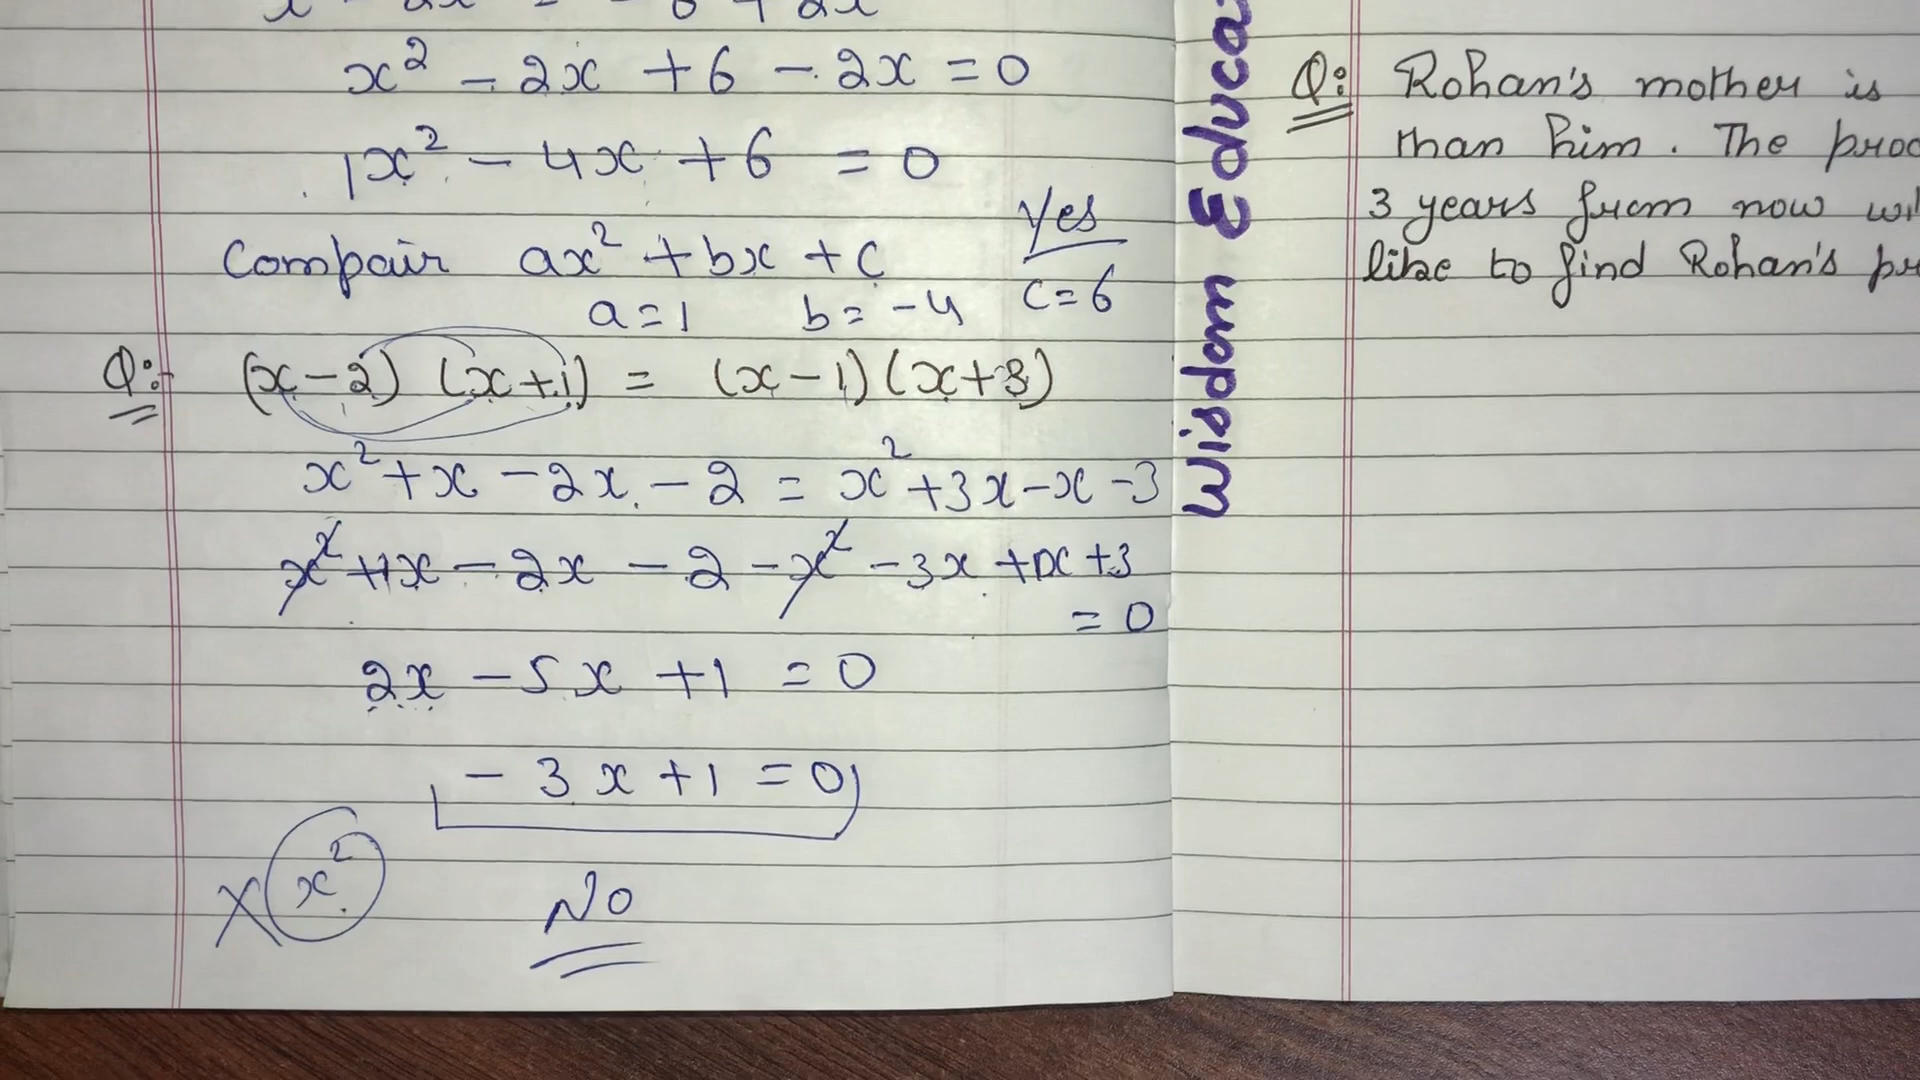 x² - 2x + 6 - 2x = 0
1x² - 4x + 6 = 0
Yes
Compair ax² + bx + c
a=1 b=-4 c=6
Q: (x-2) (x+1) = (x-1)(x+3)
x² + x - 2x - 2 = x² + 3x - x - 3
x² + 1x - 2x - 2 - x² - 3x + 1x + 3
= 0
2x - 5x + 1 = 0
- 3x + 1 = 0
x²
No
Wisdom Educa
Q: Rohan's mother is
than him. The
3 years from now
like to find Rohan's